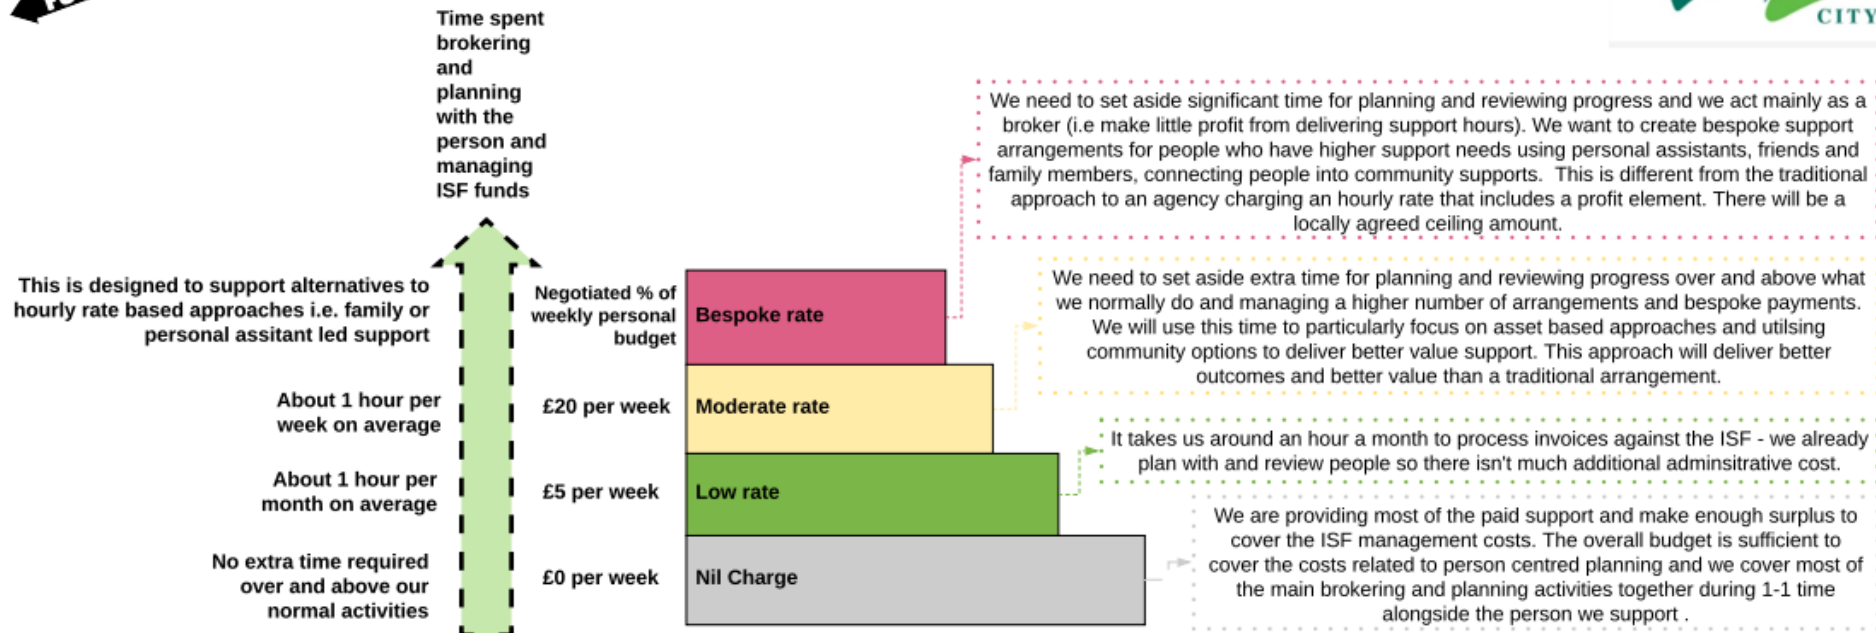 CITY
Time spent
brokering
and
planning
with the
person and
managing
ISF funds
We need to set aside significant time for planning and reviewing progress and we act mainly as a
broker (i.e make little profit from delivering support hours). We want to create bespoke support
arrangements for people who have higher support needs using personal assistants, friends and
family members, connecting people into community supports.  This is different from the traditional
approach to an agency charging an hourly rate that includes a profit element. There will be a
locally agreed ceiling amount.
This is designed to support alternatives to
hourly rate based approaches i.e. family or
personal assitant led support
Negotiated % of
weekly personal
budget
Bespoke rate
We need to set aside extra time for planning and reviewing progress over and above what
we normally do and managing a higher number of arrangements and bespoke payments.
We will use this time to particularly focus on asset based approaches and utilsing
community options to deliver better value support. This approach will deliver better
outcomes and better value than a traditional arrangement.
About 1 hour per
week on average
£20 per week
Moderate rate
It takes us around an hour a month to process invoices against the ISF - we already
plan with and review people so there isn't much additional adminsitrative cost.
About 1 hour per
month on average
£5 per week
Low rate
We are providing most of the paid support and make enough surplus to
cover the ISF management costs. The overall budget is sufficient to
cover the costs related to person centred planning and we cover most of
the main brokering and planning activities together during 1-1 time
alongside the person we support .
No extra time required
over and above our
normal activities
£0 per week
Nil Charge